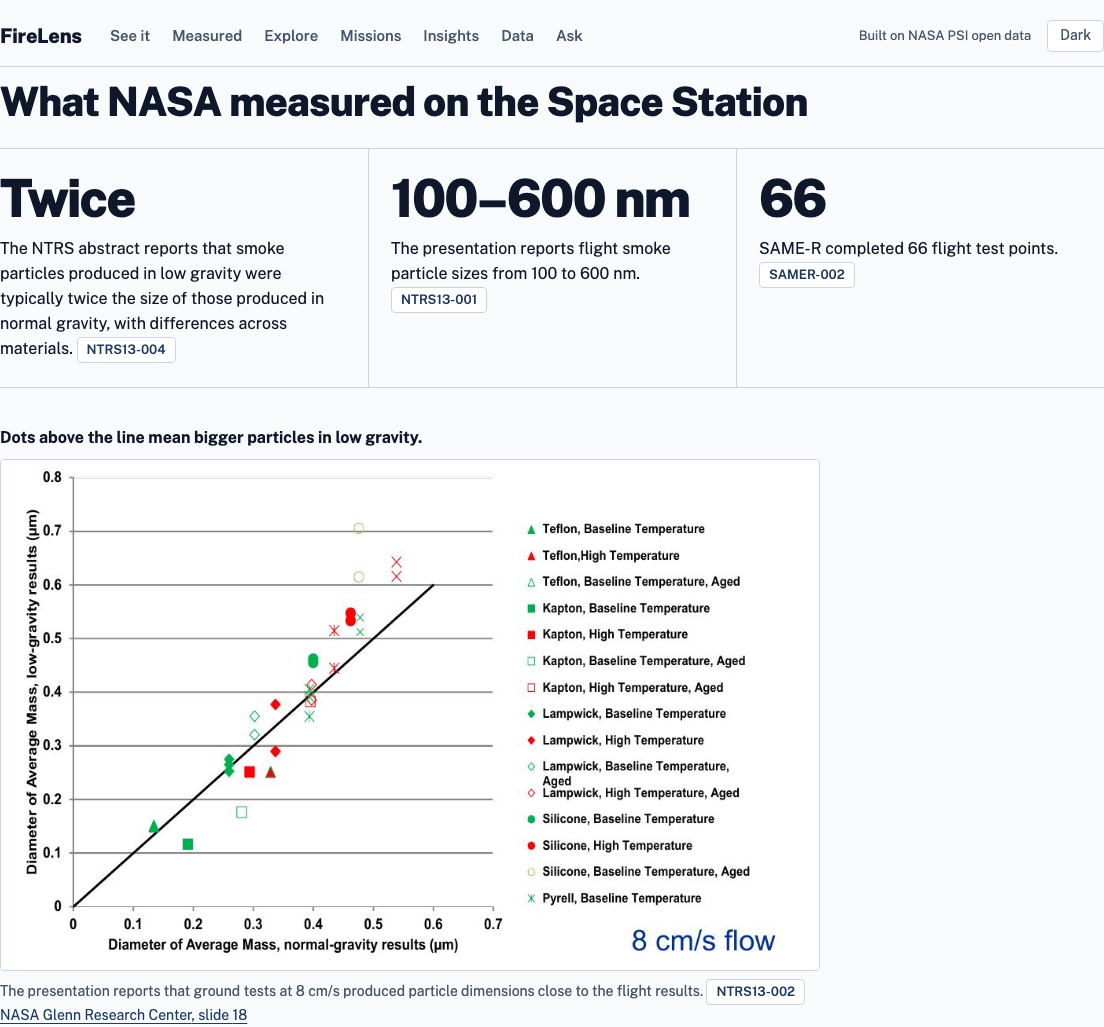 FireLens See it Measured Explore Missions Insights Data Ask Built on NASA PSI open data Dark
What NASA measured on the Space Station
Twice
The NTRS abstract reports that smoke
particles produced in low gravity were
typically twice the size of those produced in
normal gravity, with differences across
materials. NTRS13-004
100–600 nm
The presentation reports flight smoke
particle sizes from 100 to 600 nm.
NTRS13-001
66
SAME-R completed 66 flight test points.
SAMER-002
Dots above the line mean bigger particles in low gravity.
Diameter of Average Mass, low-gravity results (µm)
0.8
0.7
0.6
0.5
0.4
0.3
0.2
0.1
0
0 0.1 0.2 0.3 0.4 0.5 0.6 0.7
Diameter of Average Mass, normal-gravity results (µm)
Teflon, Baseline Temperature
Teflon,High Temperature
Teflon, Baseline Temperature, Aged
Kapton, Baseline Temperature
Kapton, High Temperature
Kapton, Baseline Temperature, Aged
Kapton, High Temperature, Aged
Lampwick, Baseline Temperature
Lampwick, High Temperature
Lampwick, Baseline Temperature,
Aged
Lampwick, High Temperature, Aged
Silicone, Baseline Temperature
Silicone, High Temperature
Silicone, Baseline Temperature, Aged
Pyrell, Baseline Temperature
8 cm/s flow
The presentation reports that ground tests at 8 cm/s produced particle dimensions close to the flight results. NTRS13-002
NASA Glenn Research Center, slide 18